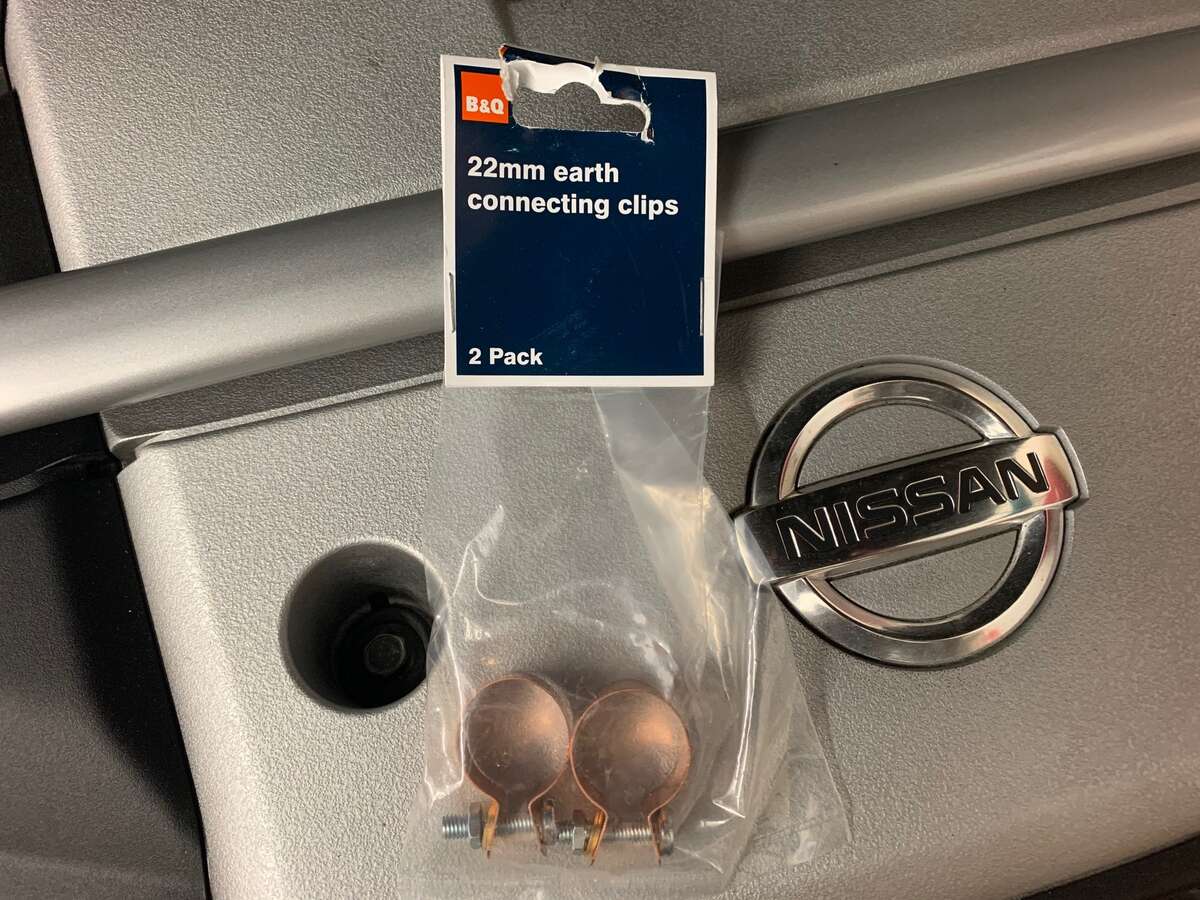 B&Q
22mm earth
connecting clips
2 Pack
NISSAN